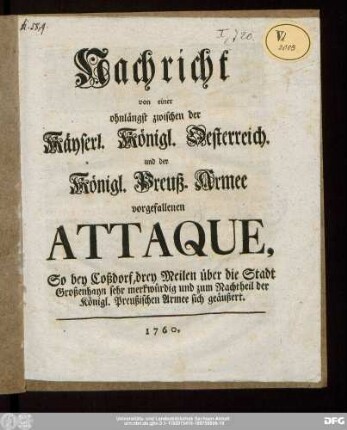 Nachricht
von einer
ohnlängst zwischen der
Käyserl. Königl. Oesterreich.
und der
Königl. Preuß. Armee
vorgefallenen
ATTAQUE,
So bey Coßdorf, drey Meilen über die Stadt
Großenhayn sehr merkwürdig und zum Nachtheil der
Königl. Preußischen Armee sich geäußert.
1760.
DFG